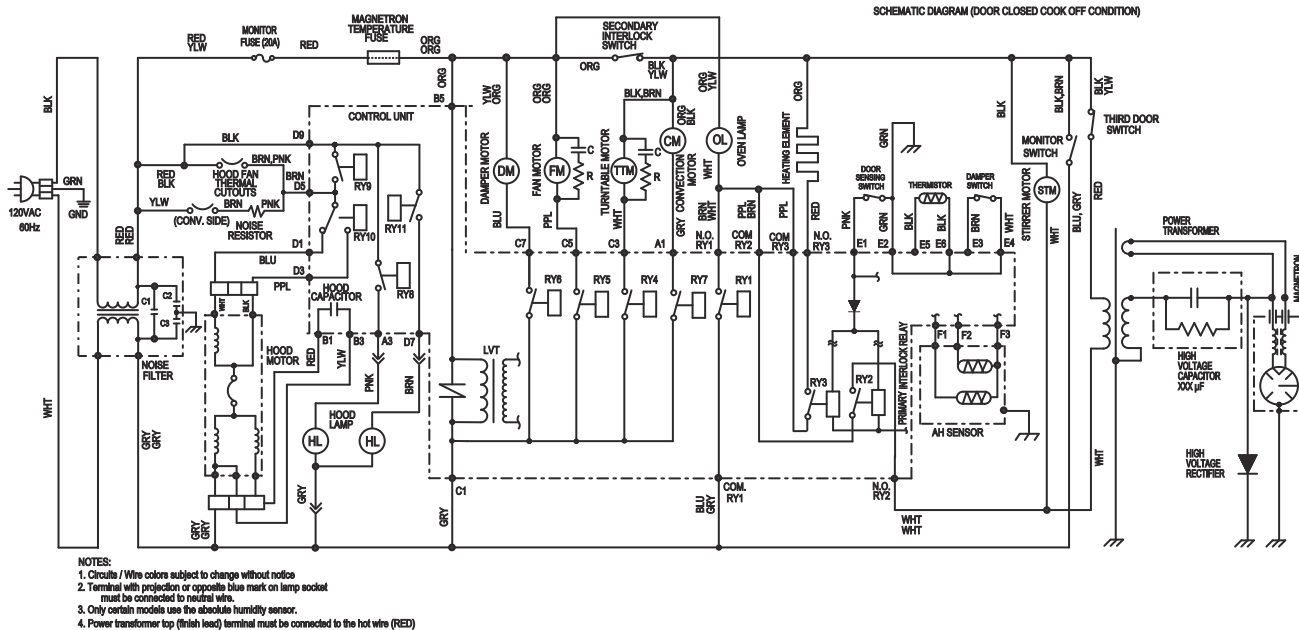 SCHEMATIC DIAGRAM (DOOR CLOSED COOK OFF CONDITION)
RED
YLW
MONITOR
FUSE (20A)
RED
MAGNETRON
TEMPERATURE
FUSE
ORG
ORG
SECONDARY
INTERLOCK
SWITCH
ORG
BLK
YLW
BLK
ORG
B5
YLW
ORG
ORG
ORG
BLK,BRN
ORG
BLK
ORG
YLW
ORG
BLK
BLK,BRN
BLK
YLW
THIRD DOOR
SWITCH
MONITOR
SWITCH
CONTROL UNIT
BLK
D9
BRN,PNK
RED
BLK
HOOD FAN
THERMAL
CUTOUTS
BRN
D5
YLW
BRN
PNK
(CONV. SIDE)
NOISE
RESISTOR
RY9
RY10
RY11
RY8
D1
BLU
D3
PPL
GRN
GND
120VAC
60Hz
RED
RED
DAMPER MOTOR
DM
FAN MOTOR
FM
C
R
TURNTABLE MOTOR
TTM
C
R
CM
CONVECTION
MOTOR
OL
OVEN LAMP
HEATING ELEMENT
DOOR
SENSING
SWITCH
GRN
THERMISTOR
DAMPER
SWITCH
STIRRER MOTOR
STM
BLU
PPL
WHT
GRY
WHT
BRN
WHT
PPL
BRN
PPL
RED
PNK
GRN
BLK
BLK
BRN
WHT
WHT
BLU, GRY
RED
C7
C5
C3
A1
N.O.
RY1
COM
RY2
COM
RY3
N.O.
RY3
E1
E2
E5
E6
E3
E4
POWER
TRANSFORMER
MAGNETRON
RY6
RY5
RY4
RY7
RY1
C1
C2
C3
NOISE
FILTER
WHT
BLK
HOOD
CAPACITOR
B1
B3
A3
D7
RED
YLW
PNK
BRN
HOOD
MOTOR
LVT
HOOD
LAMP
HL
HL
RY3
RY2
PRIMARY INTERLOCK RELAY
F1
F2
F3
AH SENSOR
HIGH
VOLTAGE
CAPACITOR
XXX µF
HIGH
VOLTAGE
RECTIFIER
WHT
GRY
GRY
GRY
GRY
GRY
C1
GRY
COM.
RY1
BLU
GRY
N.O.
RY2
WHT
WHT
WHT
NOTES:
1. Circuits / Wire colors subject to change without notice
2. Terminal with projection or opposite blue mark on lamp socket
must be connected to neutral wire.
3. Only certain models use the absolute humidity sensor.
4. Power transformer top (finish lead) terminal must be connected to the hot wire (RED)